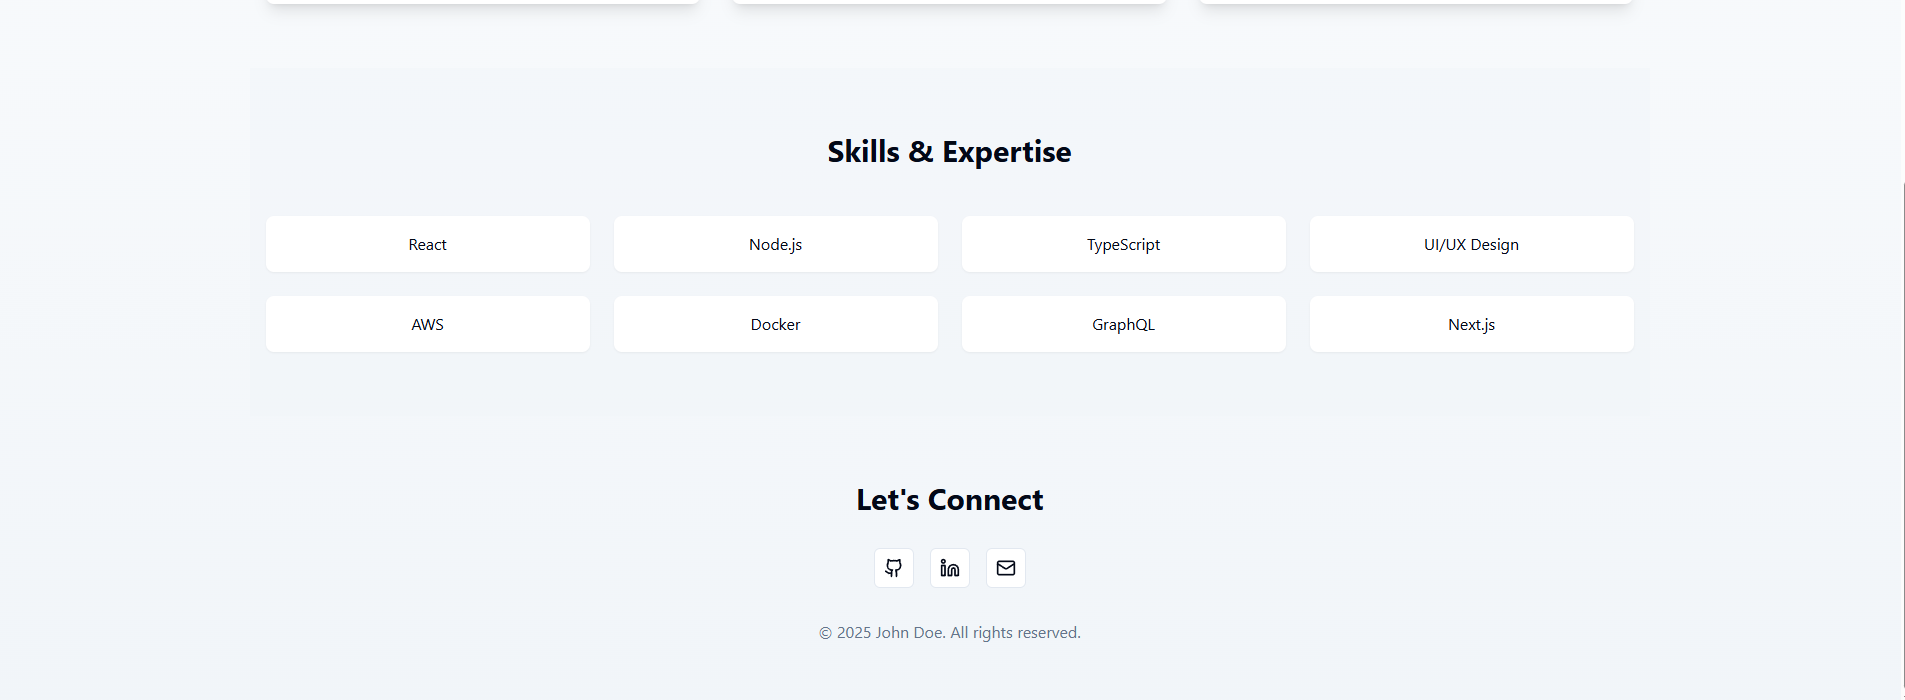 Skills & Expertise
React
Node.js
TypeScript
UI/UX Design
AWS
Docker
GraphQL
Next.js
Let's Connect
© 2025 John Doe. All rights reserved.